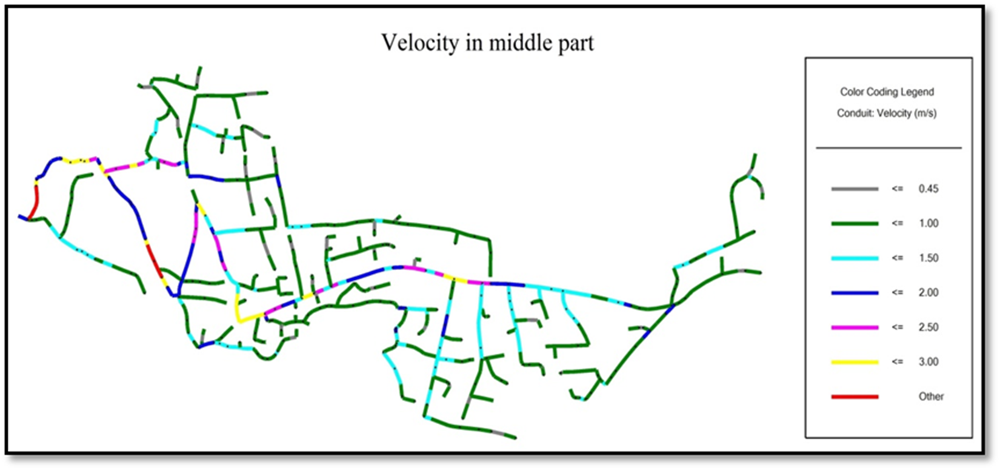 Velocity in middle part
Color Coding Legend
Conduit: Velocity (m/s)
<= 0.45
<= 1.00
<= 1.50
<= 2.00
<= 2.50
<= 3.00
Other